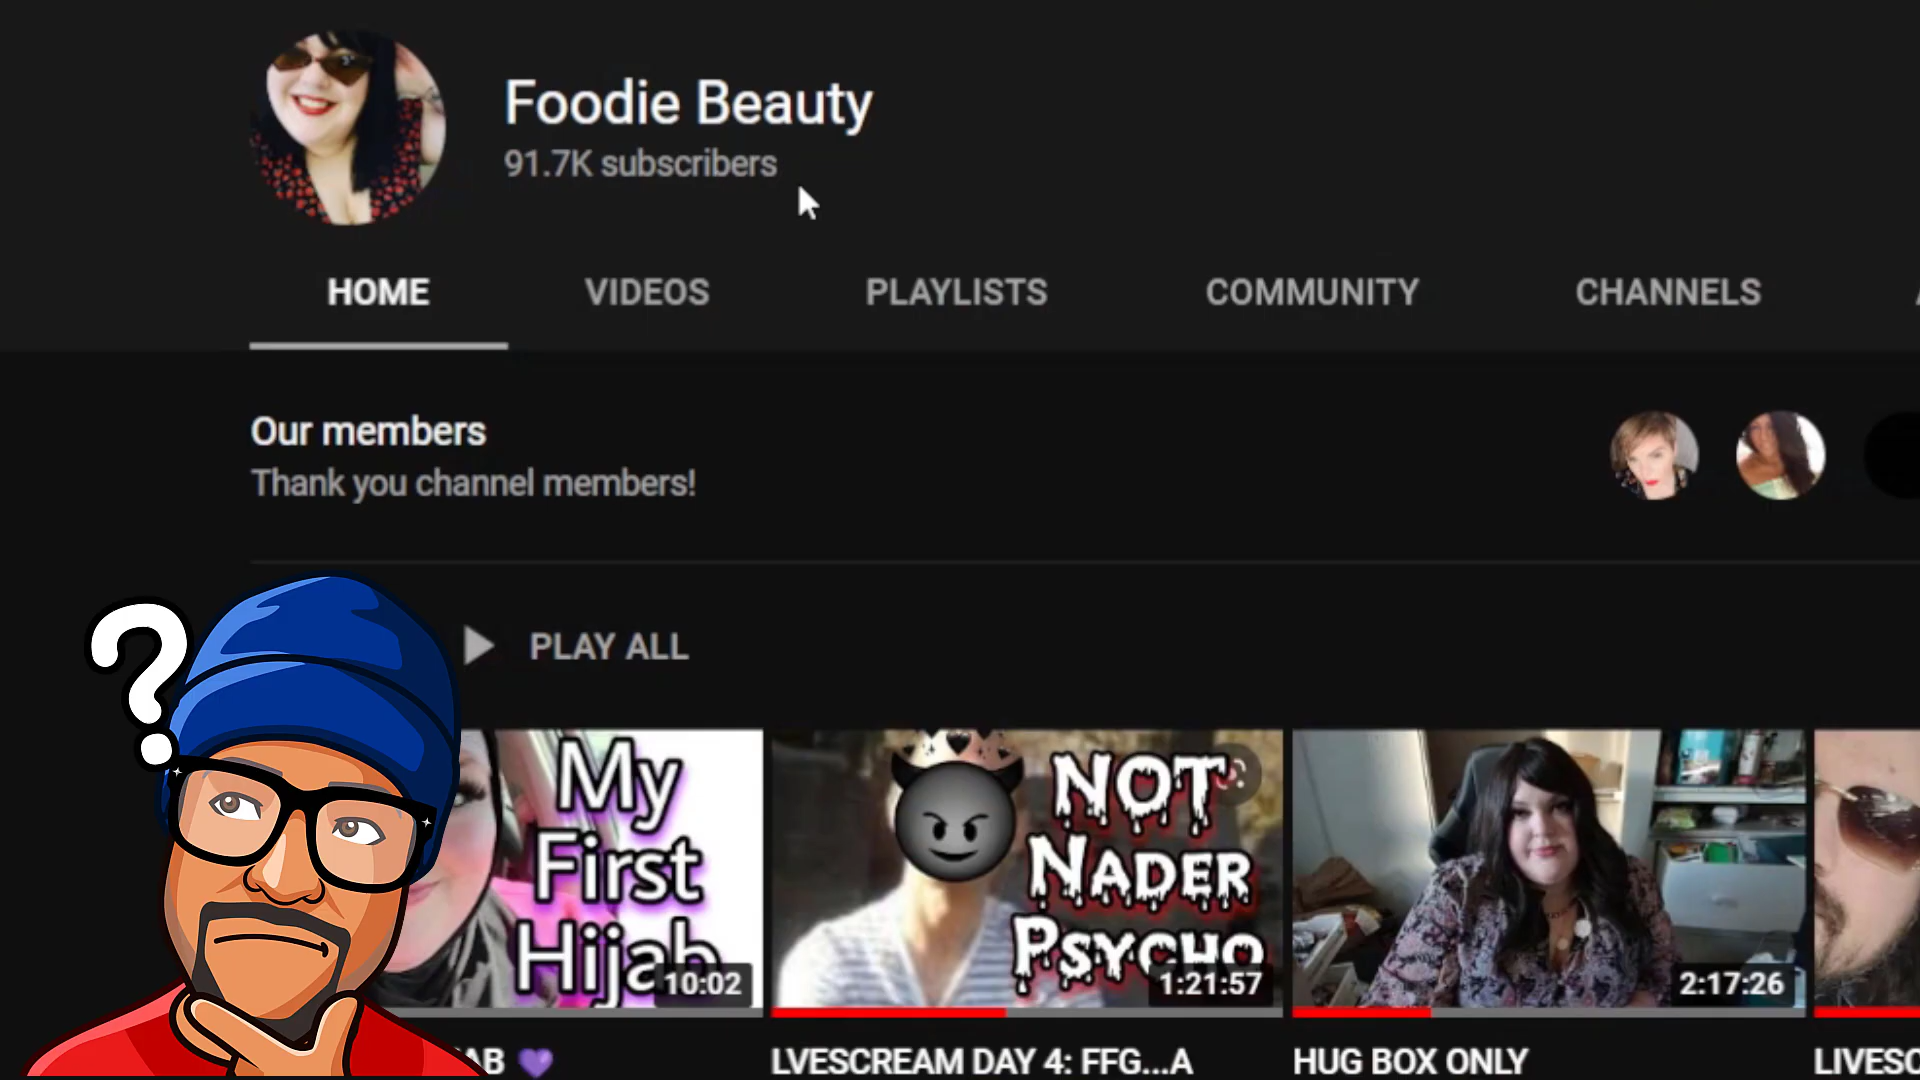 Foodie Beauty
91.7K subscribers
HOME
VIDEOS
PLAYLISTS
COMMUNITY
CHANNELS
Our members
Thank you channel members!
PLAY ALL
?
My
First
Hijab
10:02
NOT
NADER
PSYCHO
1:21:57
2:17:26
AB 💜
LVESCREAM DAY 4: FFG...A
HUG BOX ONLY
LIVESC